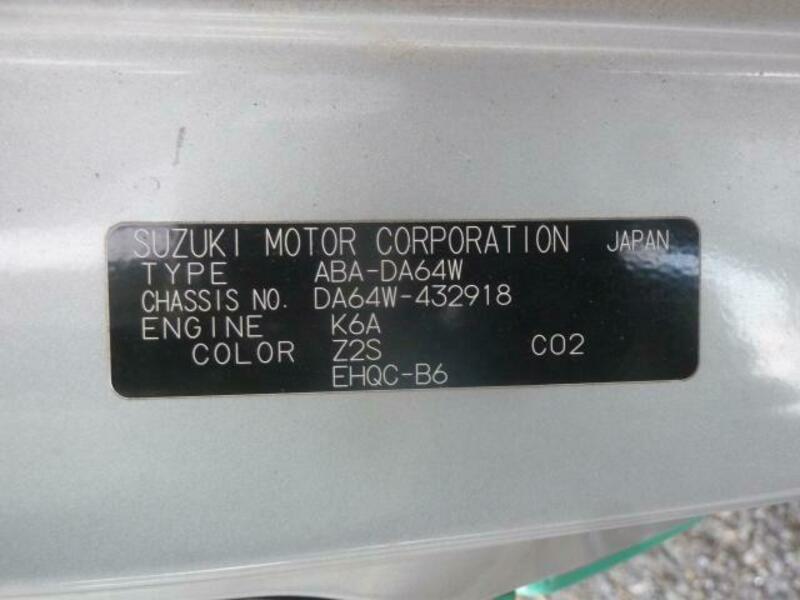 SUZUKI MOTOR CORPORATION JAPAN
TYPE ABA-DA64W
CHASSIS NO. DA64W-432918
ENGINE K6A
COLOR Z2S C02
EHQC-B6